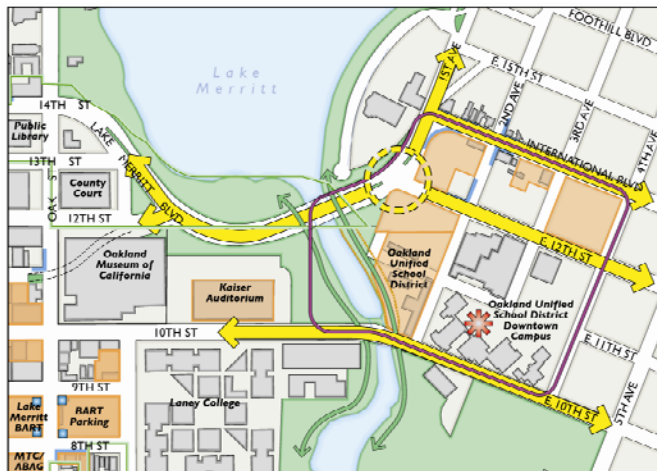 FOOTHILL BLVD
Lake
Merritt
1ST AVE
E 15TH ST
2ND AVE
3RD AVE
4TH AVE
14TH ST
Public
Library
LAKE MERRITT BLVD
INTERNATIONAL BLVD
13TH ST
OAK ST
County
Court
12TH ST
Oakland
Museum of
California
Kaiser
Auditorium
Oakland
Unified
School
District
E. 12TH ST
Oakland Unified
School District
Downtown
Campus
10TH ST
E 11TH ST
5TH AVE
E. 10TH ST
9TH ST
Laney College
Lake
Merritt
BART
BART
Parking
8TH ST
MTC/
ABAG